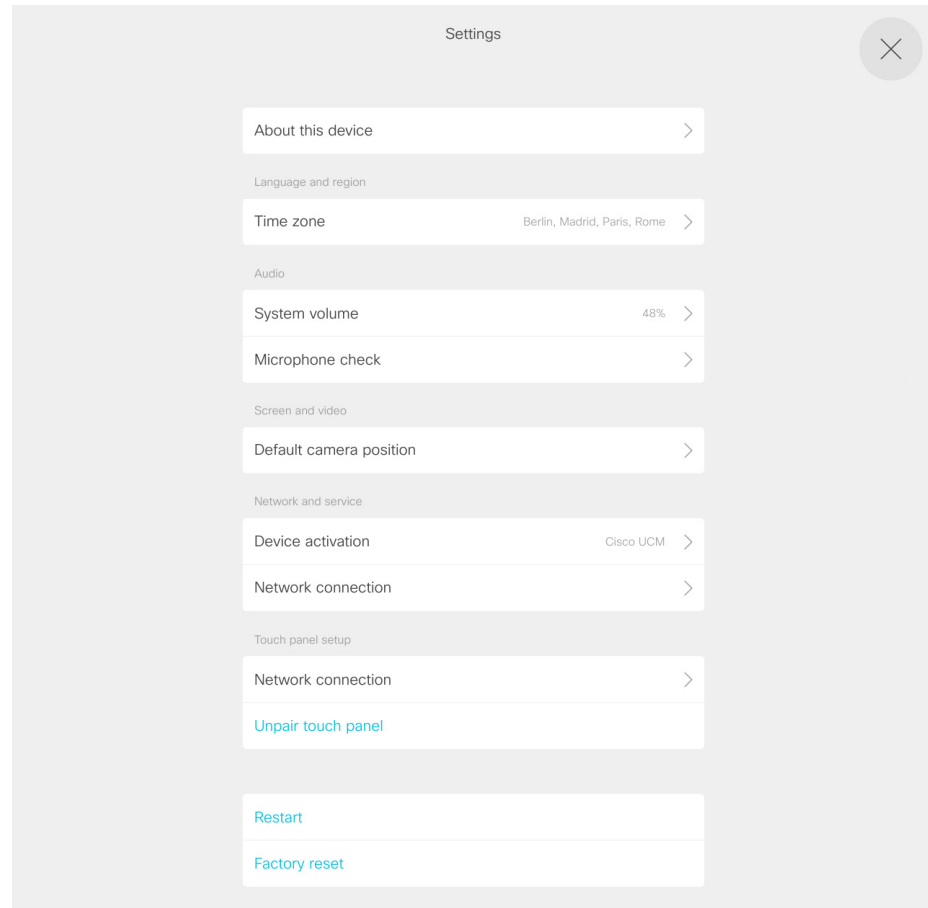 Settings
About this device
Language and region
Time zone Berlin, Madrid, Paris, Rome
Audio
System volume 48%
Microphone check
Screen and video
Default camera position
Network and service
Device activation Cisco UCM
Network connection
Touch panel setup
Network connection
Unpair touch panel
Restart
Factory reset